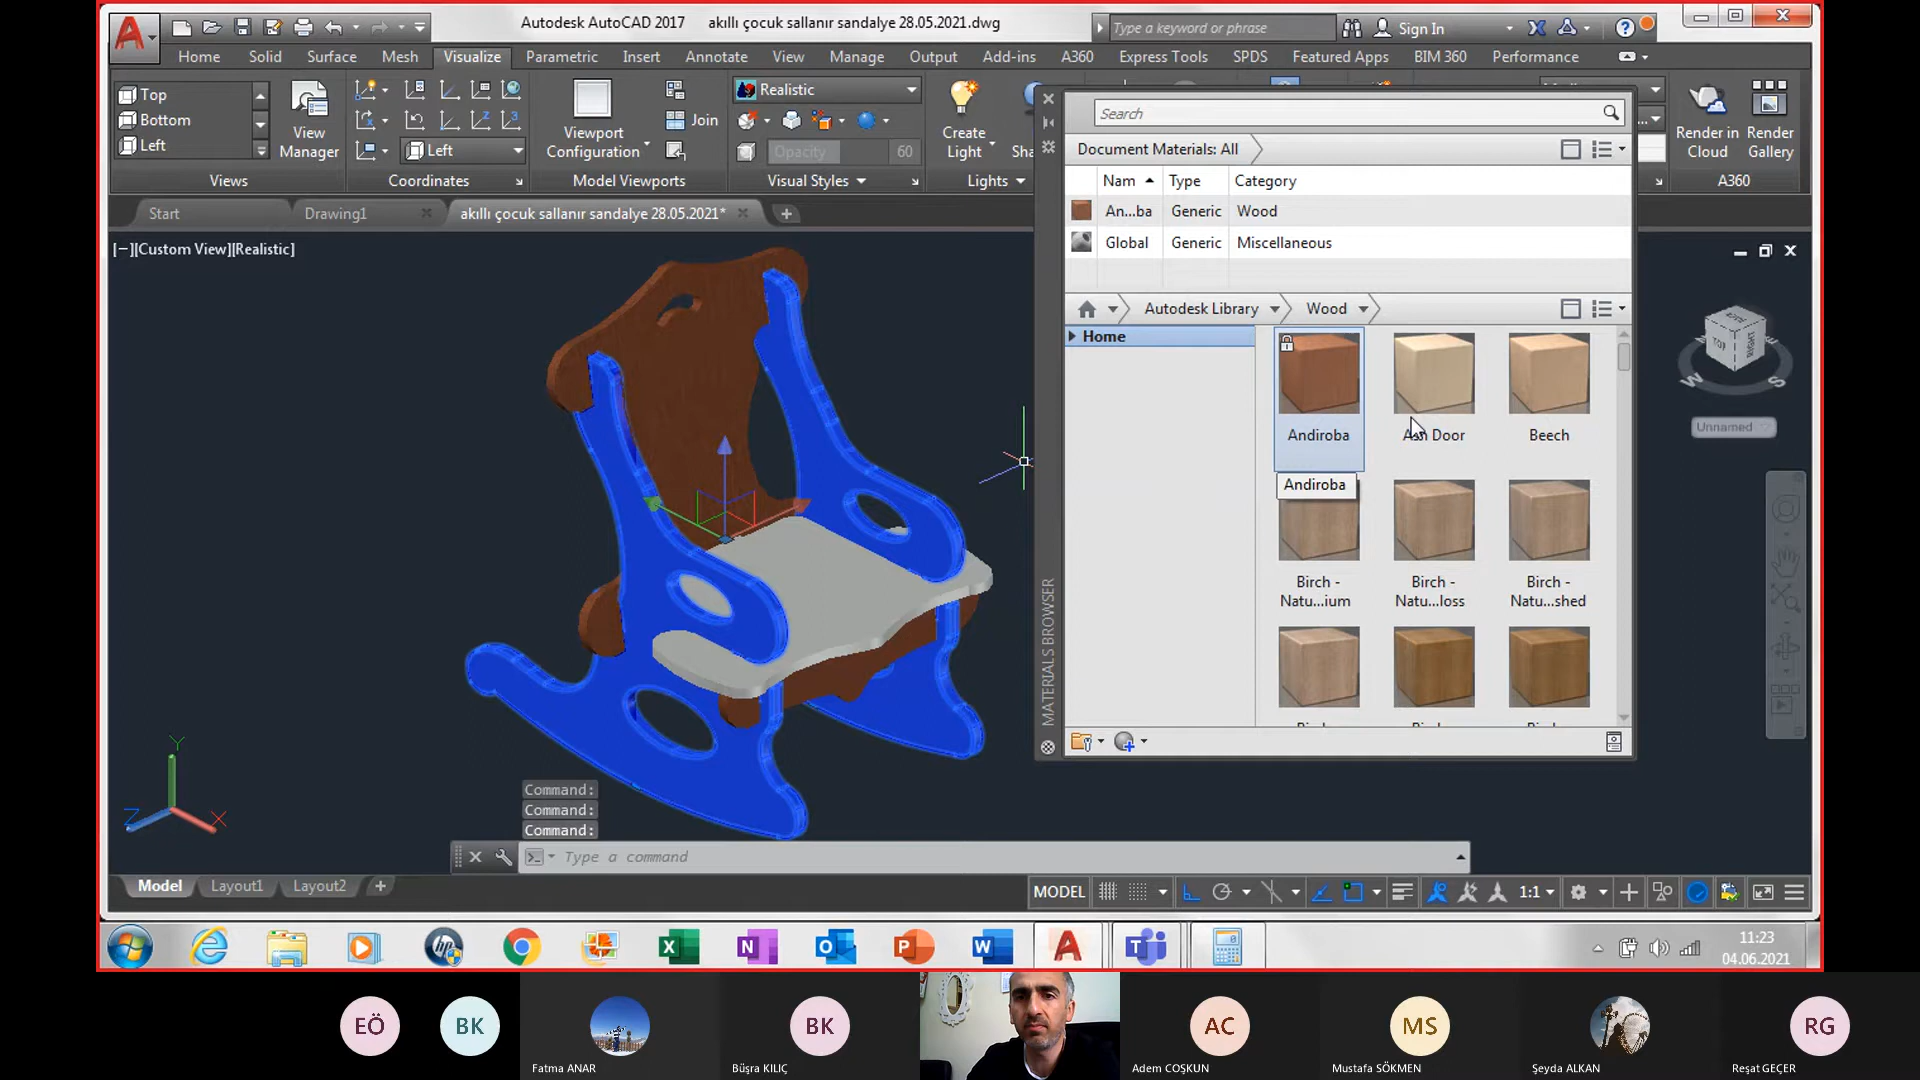 Autodesk AutoCAD 2017 akıllı çocuk sallanır sandalye 28.05.2021.dwg
Type a keyword or phrase
Sign In
Home Solid Surface Mesh Visualize Parametric Insert Annotate View Manage Output Add-ins A360 Express Tools SPDS Featured Apps BIM 360 Performance
Top
Bottom
Left
View
Manager
Left
Viewport
Configuration
Join
Realistic
Opacity 60
Create
Light
Sha
Render in
Cloud
Render
Gallery
Views
Coordinates
Model Viewports
Visual Styles
Lights
A360
Start
Drawing1
akıllı çocuk sallanır sandalye 28.05.2021*
[−][Custom View][Realistic]
Search
Document Materials: All
Nam Type Category
An...ba Generic Wood
Global Generic Miscellaneous
Autodesk Library Wood
Home
Andiroba
Ash Door
Beech
Andiroba
Birch -
Natu...ium
Birch -
Natu...loss
Birch -
Natu...shed
MATERIALS BROWSER
TOP
RIGHT
W
S
Unnamed
Y
Z
X
Command:
Command:
Command:
Type a command
Model Layout1 Layout2
MODEL
1:1
11:23
04.06.2021
EÖ
BK
Fatma ANAR
BK
Büşra KILIÇ
AC
Adem COŞKUN
MS
Mustafa SÖKMEN
Şeyda ALKAN
RG
Reşat GEÇER